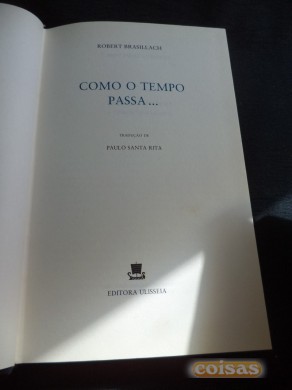 ROBERT BRASILLACH
COMO O TEMPO
PASSA...
TRADUÇÃO DE
PAULO SANTA RITA
EDITORA ULISSEIA
coisas